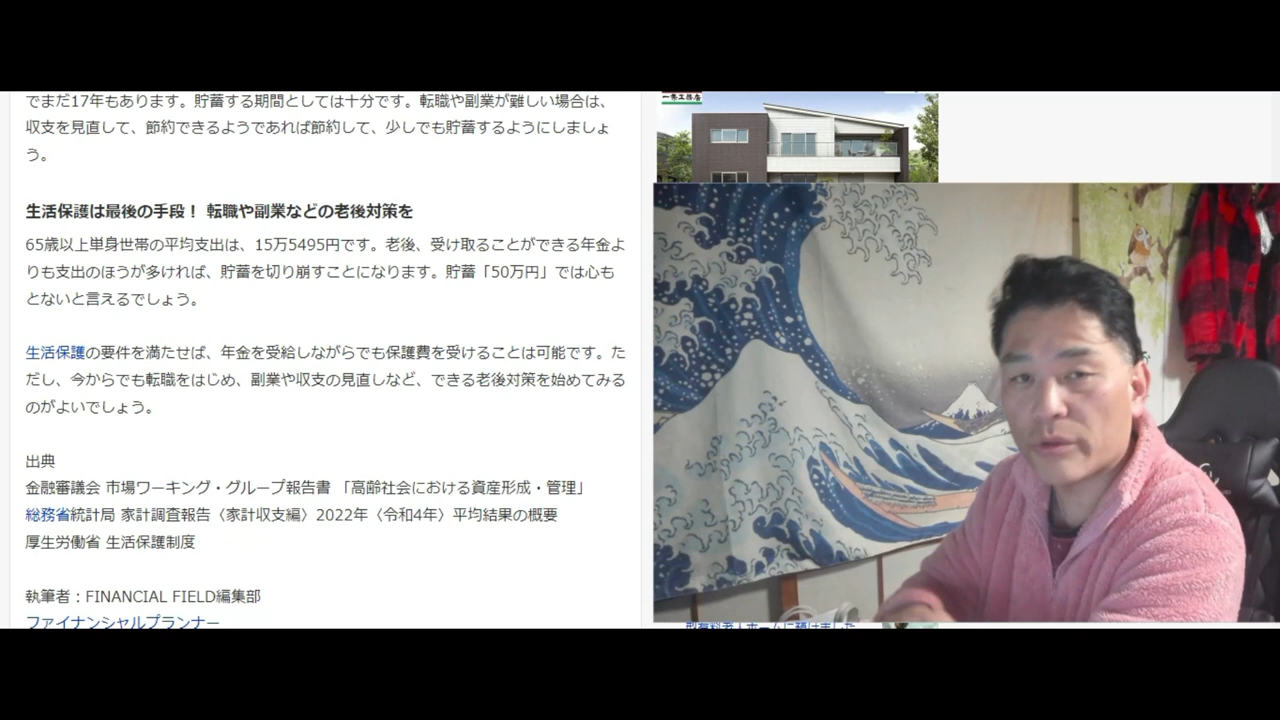 でまだ17年もあります。貯蓄する期間としては十分です。転職や副業が難しい場合は、
収支を見直して、節約できるようであれば節約して、少しでも貯蓄するようにしましょ
う。
生活保護は最後の手段！ 転職や副業などの老後対策を
65歳以上単身世帯の平均支出は、15万5495円です。老後、受け取ることができる年金よ
りも支出のほうが多ければ、貯蓄を切り崩すことになります。貯蓄「50万円」では心も
とないと言えるでしょう。
生活保護の要件を満たせば、年金を受給しながらでも保護費を受けることは可能です。た
だし、今からでも転職をはじめ、副業や収支の見直しなど、できる老後対策を始めてみる
のがよいでしょう。
出典
金融審議会 市場ワーキング・グループ報告書 「高齢社会における資産形成・管理」
総務省統計局 家計調査報告〈家計収支編〉2022年〈令和4年〉平均結果の概要
厚生労働省 生活保護制度
執筆者：FINANCIAL FIELD編集部
ファイナンシャルプランナー
一条工務店